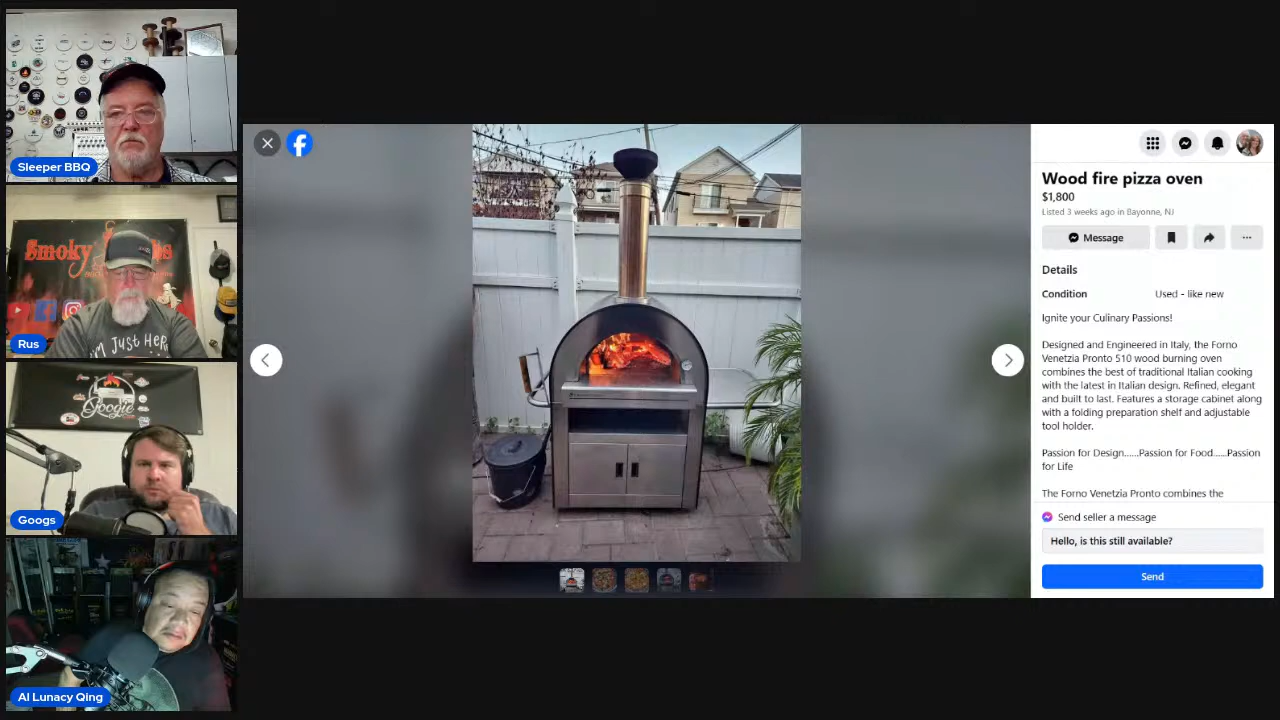 Sleeper BBQ
Smoky
I'M JUST HERE
Rus
Googie
Googs
Al Lunacy Qing
Wood fire pizza oven
$1,800
Listed 3 weeks ago in Bayonne, NJ
Message
Details
Condition Used - like new
Ignite your Culinary Passions!
Designed and Engineered in Italy, the Forno
Venetzia Pronto 510 wood burning oven
combines the best of traditional Italian cooking
with the latest in Italian design. Refined, elegant
and built to last. Features a storage cabinet along
with a folding preparation shelf and adjustable
tool holder.
Passion for Design......Passion for Food......Passion
for Life
The Forno Venetzia Pronto combines the
Send seller a message
Hello, is this still available?
Send